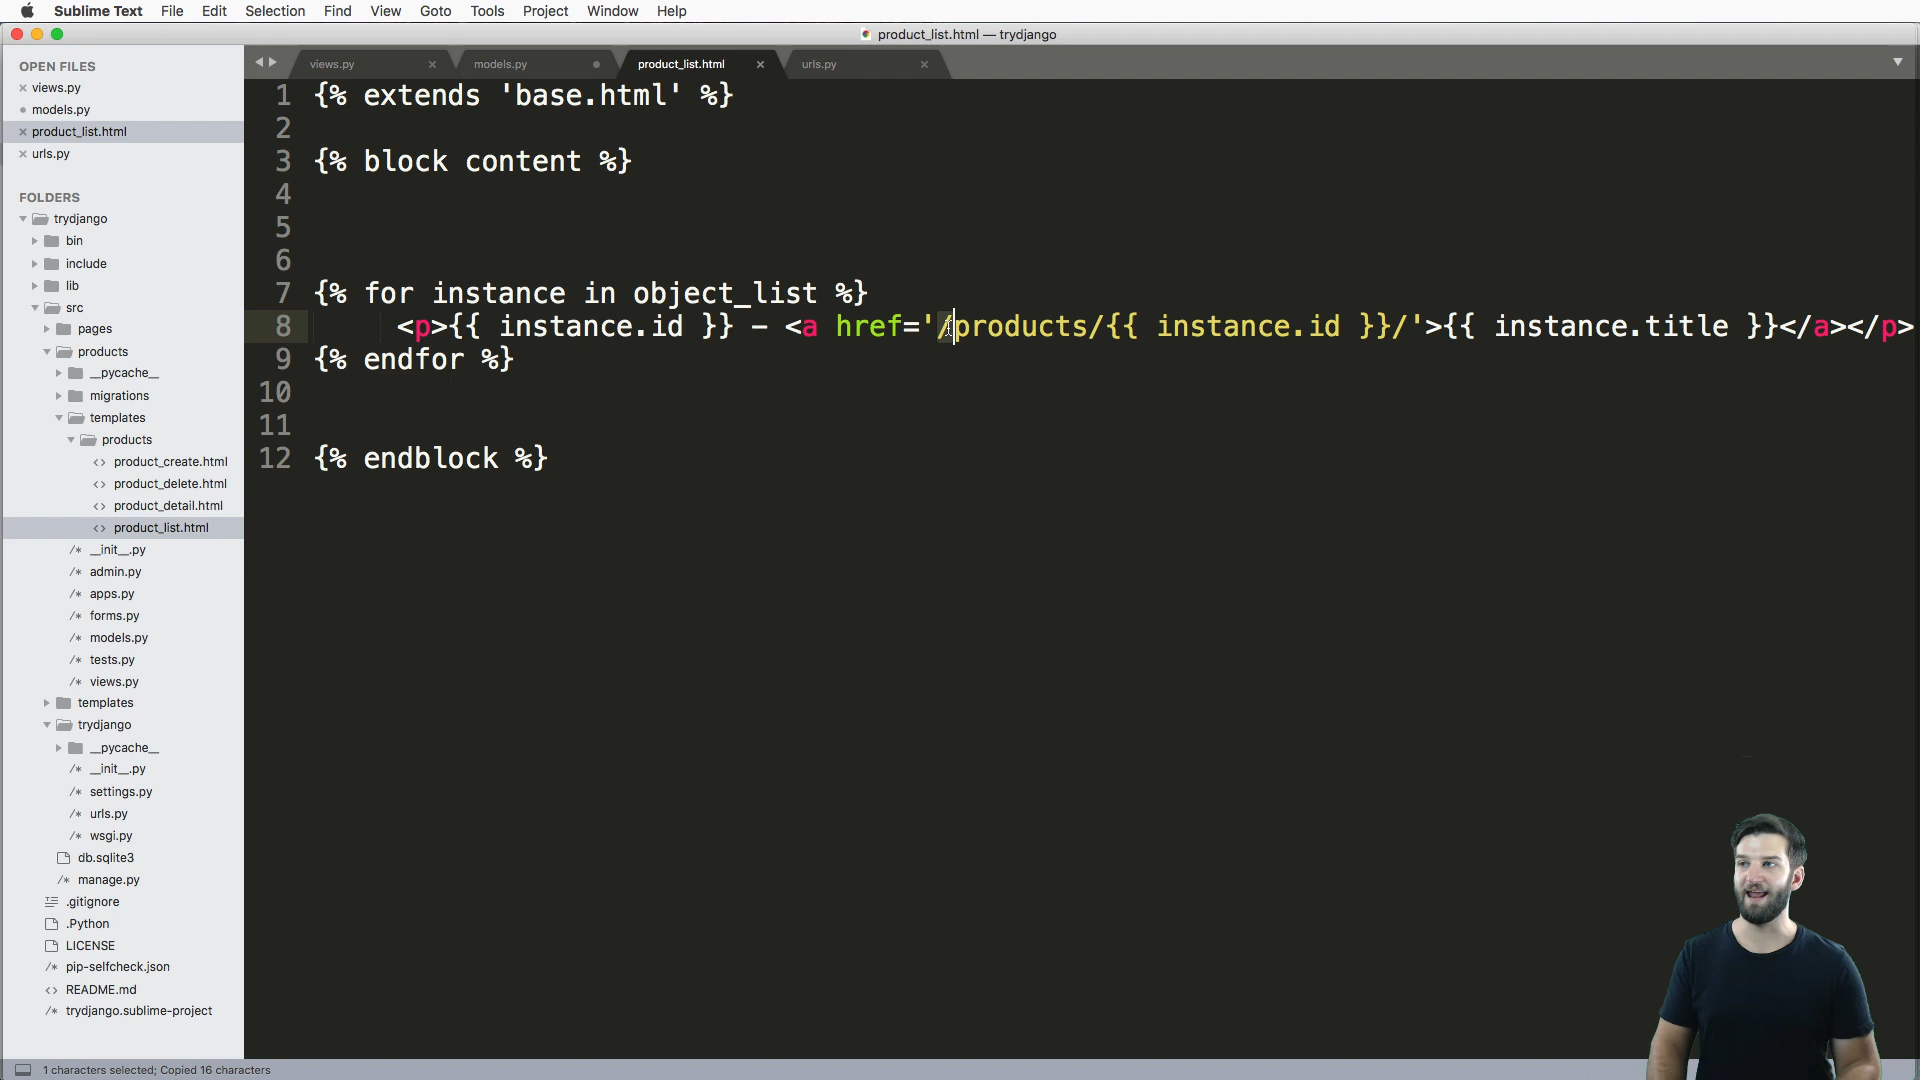 Sublime Text File Edit Selection Find View Goto Tools Project Window Help
product_list.html — trydjango
OPEN FILES
views.py
models.py
product_list.html
urls.py
FOLDERS
trydjango
bin
include
lib
src
pages
products
__pycache__
migrations
templates
products
<> product_create.html
<> product_delete.html
<> product_detail.html
<> product_list.html
/* __init__.py
/* admin.py
/* apps.py
/* forms.py
/* models.py
/* tests.py
/* views.py
templates
trydjango
__pycache__
/* __init__.py
/* settings.py
/* urls.py
/* wsgi.py
db.sqlite3
/* manage.py
.gitignore
.Python
LICENSE
/* pip-selfcheck.json
<> README.md
/* trydjango.sublime-project
views.py models.py product_list.html urls.py
1 {% extends 'base.html' %}
2
3 {% block content %}
4
5
6
7 {% for instance in object_list %}
8 <p>{{ instance.id }} - <a href='/products/{{ instance.id }}/'>{{ instance.title }}</a></p>
9 {% endfor %}
10
11
12 {% endblock %}
1 characters selected; Copied 16 characters